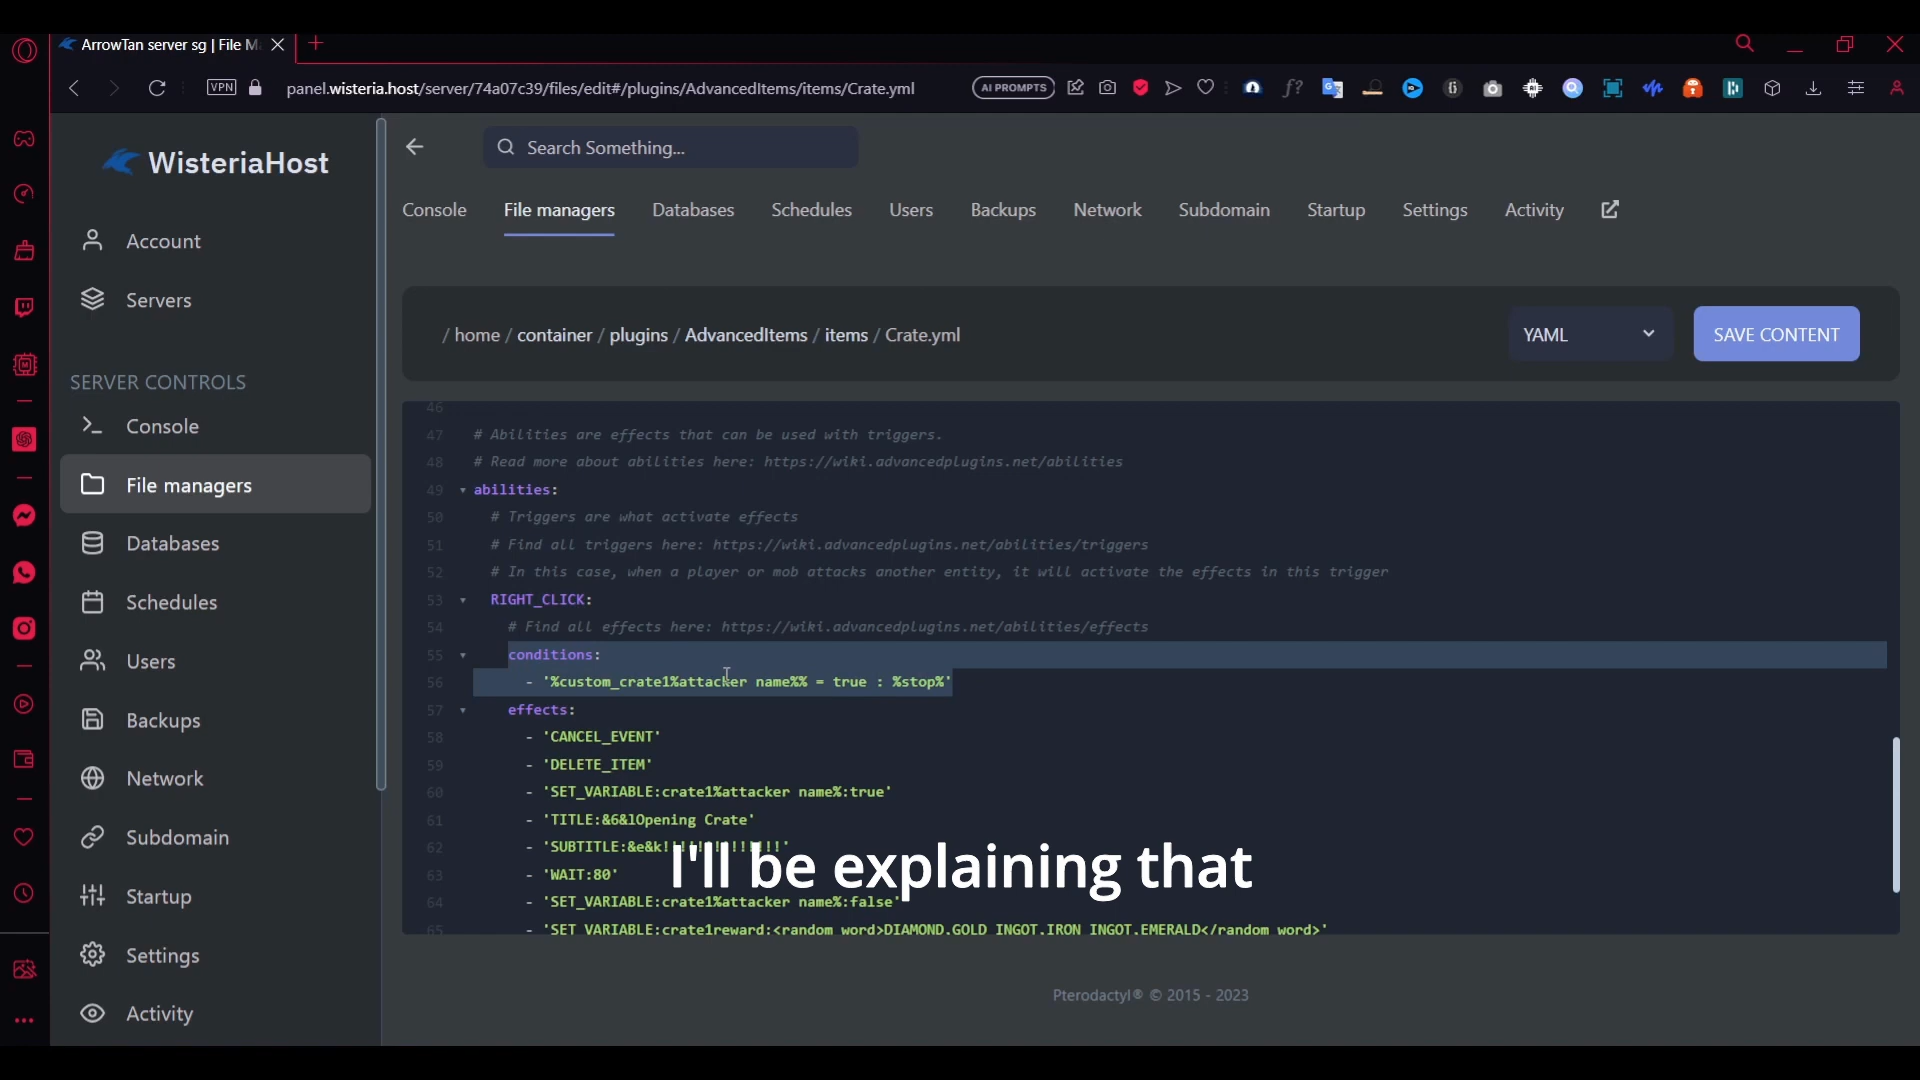 ArrowTan server sg | File M
VPN
panel.wisteria.host/server/74a07c39/files/edit#/plugins/AdvancedItems/items/Crate.yml
AI PROMPTS
WisteriaHost
Account
Servers
SERVER CONTROLS
Console
File managers
Databases
Schedules
Users
Backups
Network
Subdomain
Startup
Settings
Activity
Search Something...
Console File managers Databases Schedules Users Backups Network Subdomain Startup Settings Activity
/ home / container / plugins / AdvancedItems / items / Crate.yml
YAML
SAVE CONTENT
46
47 # Abilities are effects that can be used with triggers.
48 # Read more about abilities here: https://wiki.advancedplugins.net/abilities
49 abilities:
50 # Triggers are what activate effects
51 # Find all triggers here: https://wiki.advancedplugins.net/abilities/triggers
52 # In this case, when a player or mob attacks another entity, it will activate the effects in this trigger
53 RIGHT_CLICK:
54 # Find all effects here: https://wiki.advancedplugins.net/abilities/effects
55 conditions:
56 - '%custom_crate1%attacker name%% = true : %stop%'
57 effects:
58 - 'CANCEL_EVENT'
59 - 'DELETE_ITEM'
60 - 'SET_VARIABLE:crate1%attacker name%:true'
61 - 'TITLE:&6&lOpening Crate'
62 - 'SUBTITLE:&e&k!!!!!!!!!!!!!!'
63 - 'WAIT:80'
64 - 'SET_VARIABLE:crate1%attacker name%:false'
65 - 'SET_VARIABLE:crate1reward:<random word>DIAMOND,GOLD_INGOT,IRON_INGOT,EMERALD</random word>'
I'll be explaining that
Pterodactyl® © 2015 - 2023